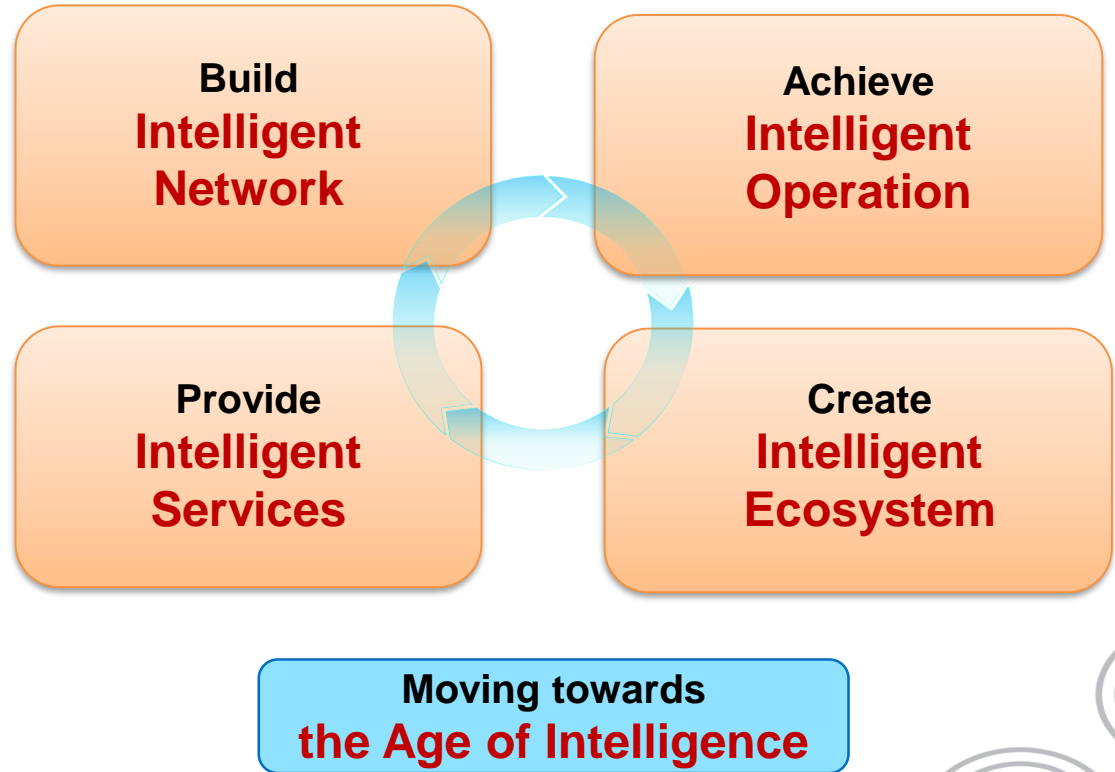 Build
Intelligent
Network
Achieve
Intelligent
Operation
Provide
Intelligent
Services
Create
Intelligent
Ecosystem
Moving towards
the Age of Intelligence